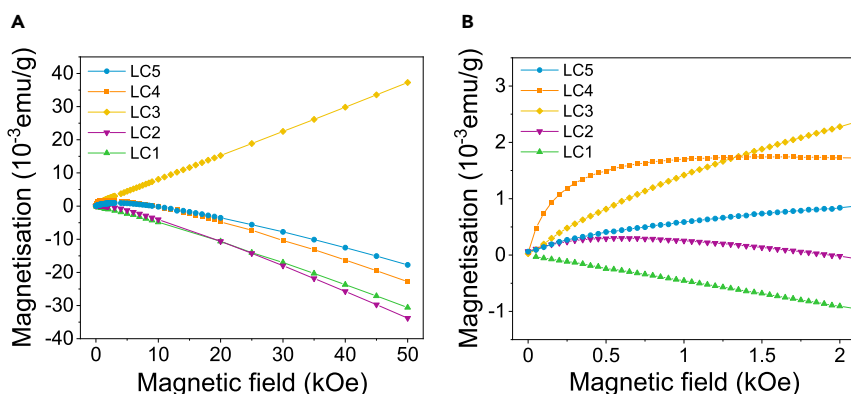 A
Magnetisation (10⁻³emu/g)
40
30
20
10
0
-10
-20
-30
-40
LC5
LC4
LC3
LC2
LC1
0
10
20
30
40
50
Magnetic field (kOe)
B
Magnetisation (10⁻³emu/g)
3
2
1
0
-1
LC5
LC4
LC3
LC2
LC1
0
0.5
1
1.5
2
Magnetic field (kOe)